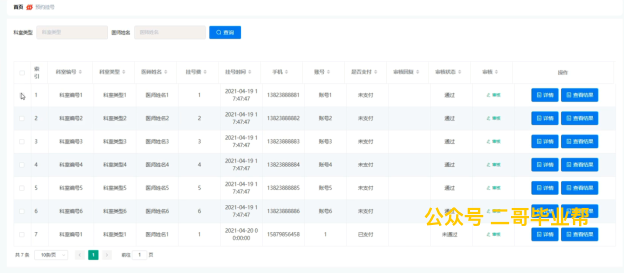 首页 预约挂号
科室类型 科室类型 医师姓名 医师姓名 查询
索引 科室编号 科室类型 医师姓名 挂号费 挂号时间 手机 账号 是否支付 审核回复 审核状态 审核 操作
1 科室编号1 科室类型1 医师姓名1 1 2021-04-19 17:47:47 13823888881 账号1 未支付 通过 审核 详情 查看结果
2 科室编号2 科室类型2 医师姓名2 2 2021-04-19 17:47:47 13823888882 账号2 未支付 通过 审核 详情 查看结果
3 科室编号3 科室类型3 医师姓名3 3 2021-04-19 17:47:47 13823888883 账号3 未支付 通过 审核 详情 查看结果
4 科室编号4 科室类型4 医师姓名4 4 2021-04-19 17:47:47 13823888884 账号4 未支付 通过 审核 详情 查看结果
5 科室编号5 科室类型5 医师姓名5 5 2021-04-19 17:47:47 13823888885 账号5 未支付 通过 审核 详情 查看结果
6 科室编号6 科室类型6 医师姓名6 6 2021-04-19 17:47:47 13823888886 账号6 未支付 通过 审核 详情 查看结果
公众号 二哥毕业帮
7 科室编号1 科室类型1 医师姓名1 1 2021-04-20 00:00:00 15879856458 1 已支付 未通过 审核 详情 查看结果
共 7 条 10条/页 1 前往 1 页